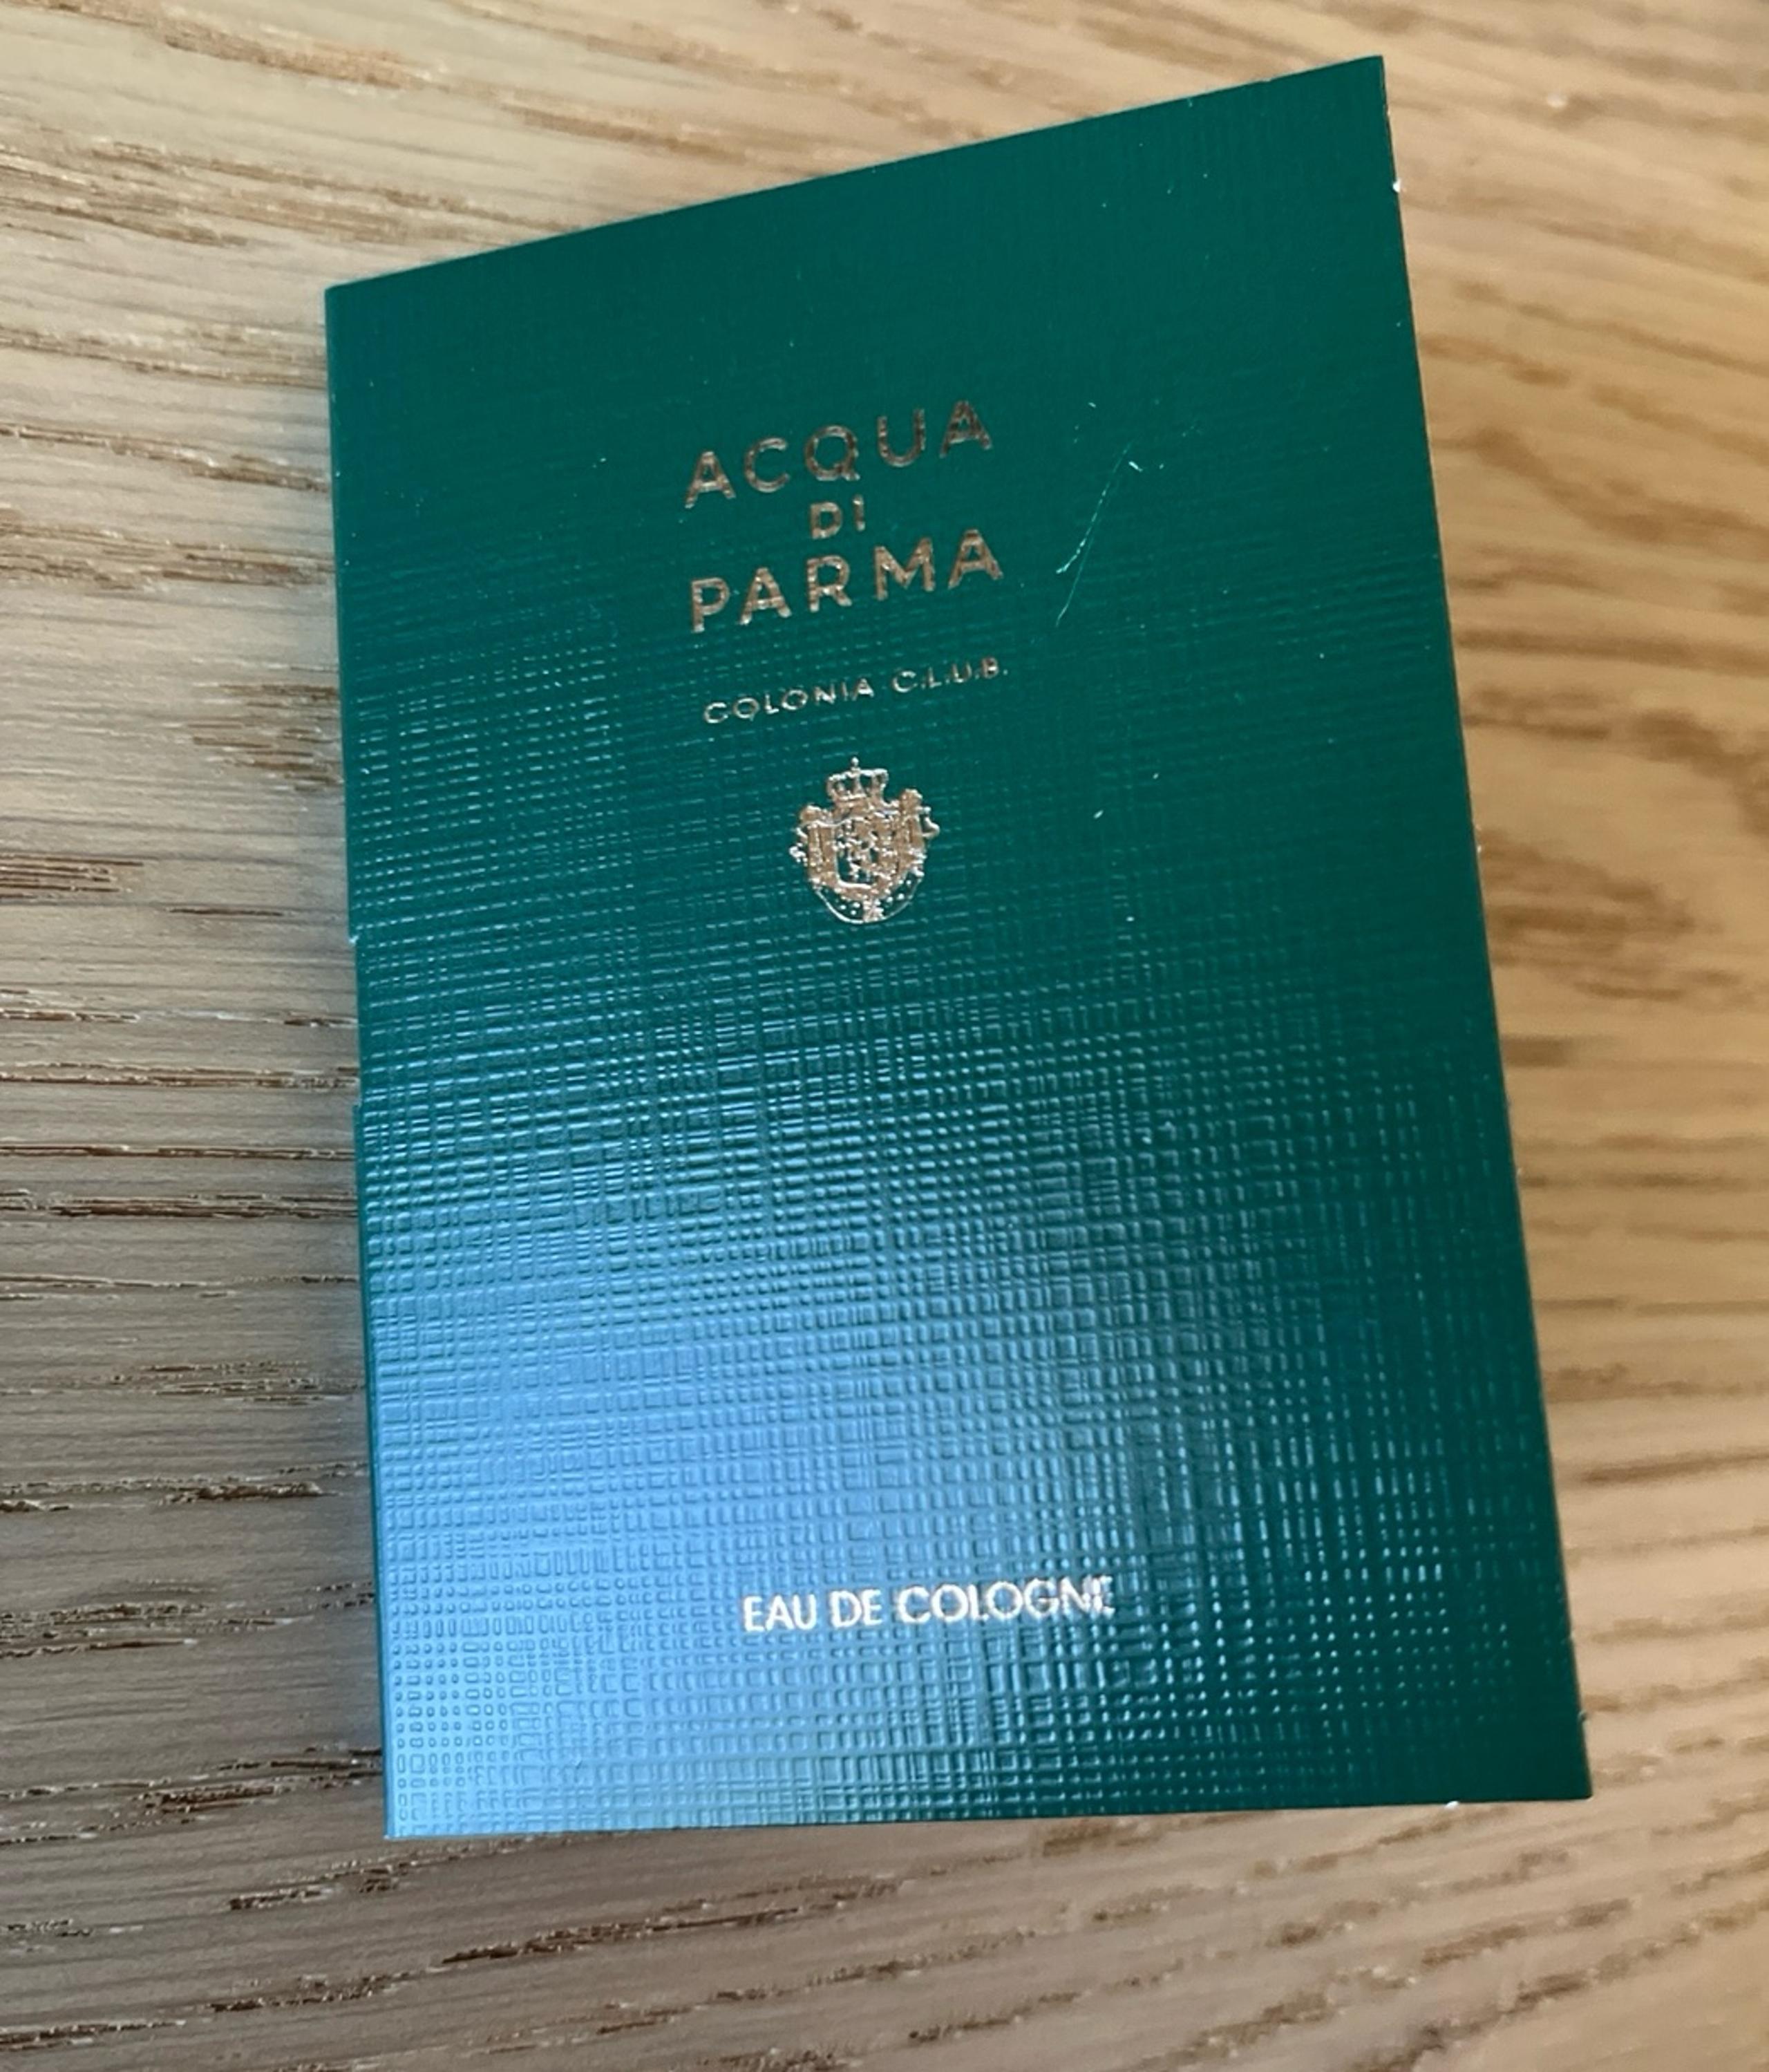 ACQUA
DI
PARMA
COLONIA C.L.U.B.
EAU DE COLOGNE